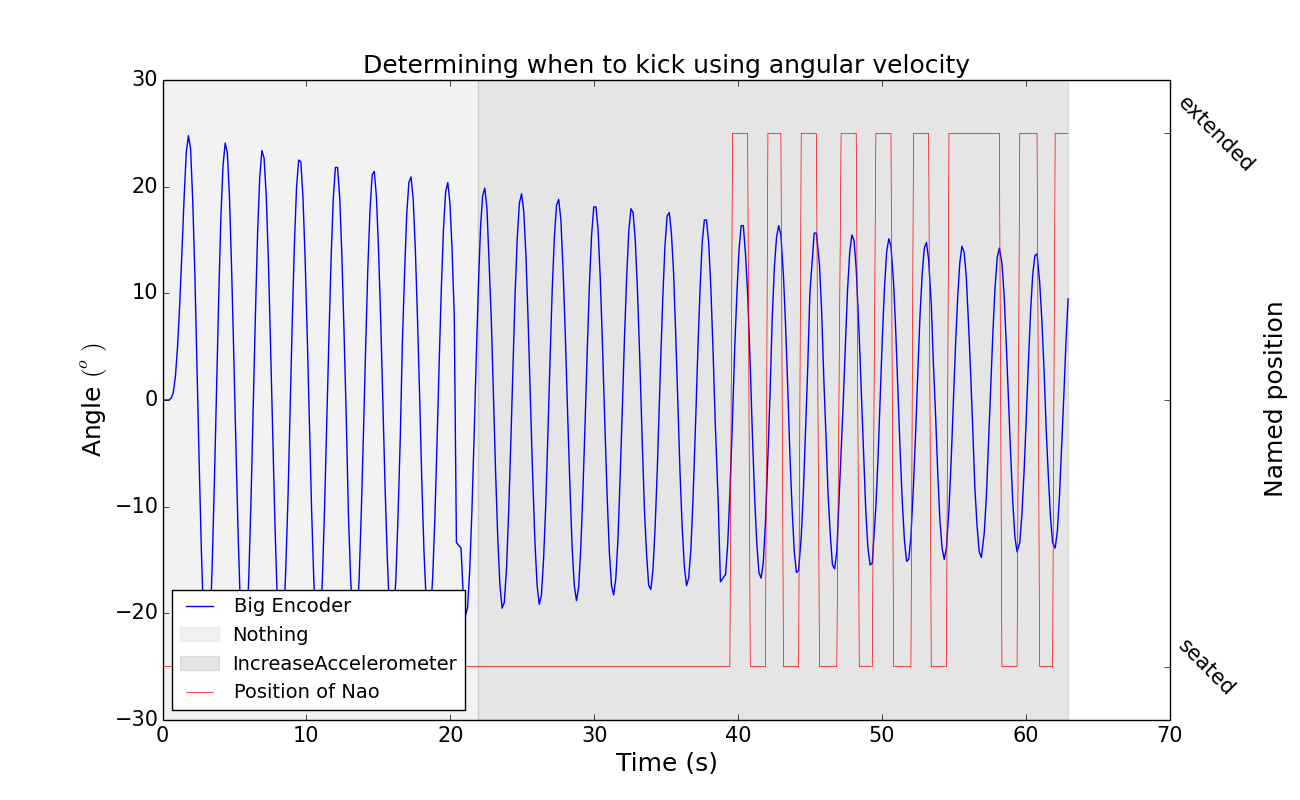 Determining when to kick using angular velocity
30
20
10
0
−10
−20
−30
Angle (°)
extended
seated
Named position
Big Encoder
Nothing
IncreaseAccelerometer
Position of Nao
0 10 20 30 40 50 60 70
Time (s)